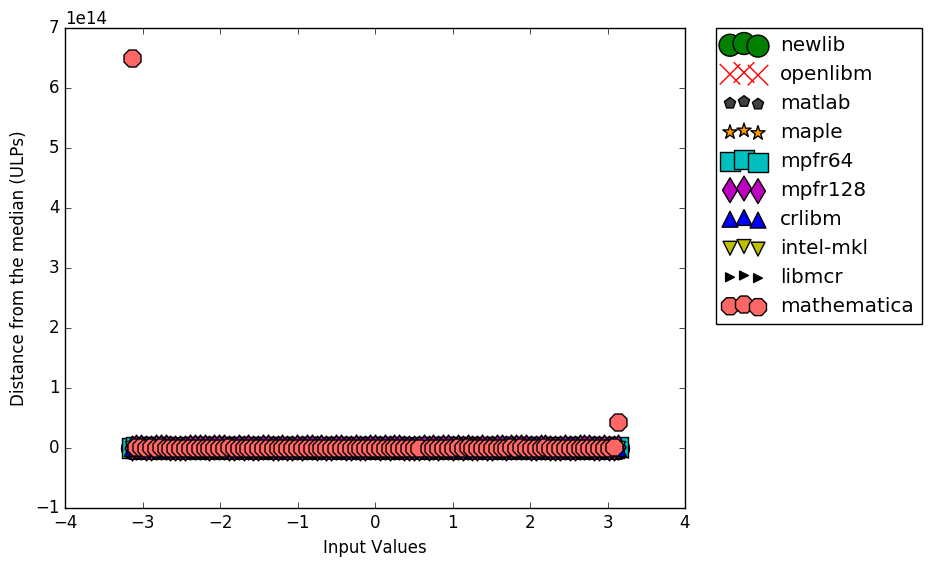 1e14
7
6
5
4
3
2
1
0
−1
−4
−3
−2
−1
0
1
2
3
4
Distance from the median (ULPs)
Input Values
newlib
openlibm
matlab
maple
mpfr64
mpfr128
crlibm
intel-mkl
libmcr
mathematica